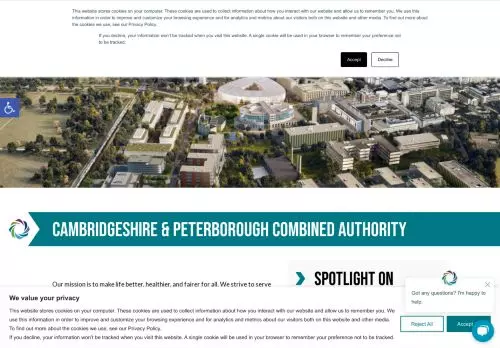 This website stores cookies on your computer. These cookies are used to collect information about how you interact with our website and allow us to remember you. We use this information in order to improve and customize your browsing experience and for analytics and metrics about our visitors both on this website and other media. To find out more about the cookies we use, see our Privacy Policy.
If you decline, your information won't be tracked when you visit this website. A single cookie will be used in your browser to remember your preference not to be tracked.
Accept
Decline
CAMBRIDGESHIRE & PETERBOROUGH COMBINED AUTHORITY
Our mission is to make life better, healthier, and fairer for all. We strive to serve
SPOTLIGHT ON
Got any questions? I'm happy to help.
We value your privacy
This website stores cookies on your computer. These cookies are used to collect information about how you interact with our website and allow us to remember you. We use this information in order to improve and customize your browsing experience and for analytics and metrics about our visitors both on this website and other media.
To find out more about the cookies we use, see our Privacy Policy.
If you decline, your information won't be tracked when you visit this website. A single cookie will be used in your browser to remember your preference not to be tracked.
Reject All
Accept